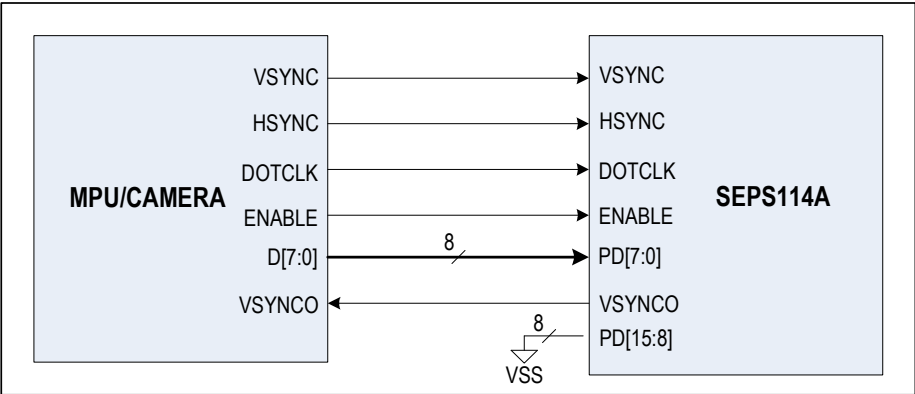 VSYNC VSYNC
HSYNC HSYNC
DOTCLK DOTCLK
MPU/CAMERA SEPS114A
ENABLE ENABLE
8
D[7:0] PD[7:0]
VSYNCO VSYNCO
8
PD[15:8]
VSS